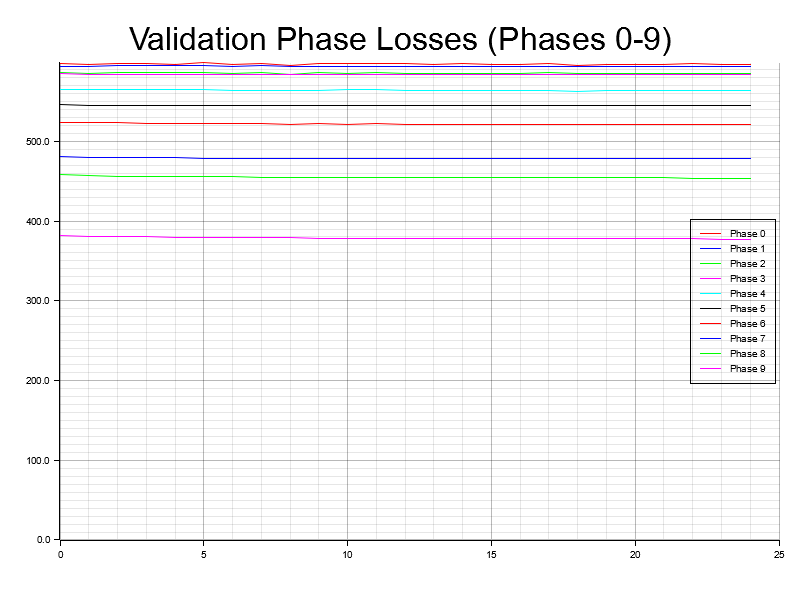 Validation Phase Losses (Phases 0-9)
500.0
400.0
300.0
200.0
100.0
0.0
0 5 10 15 20 25
Phase 0
Phase 1
Phase 2
Phase 3
Phase 4
Phase 5
Phase 6
Phase 7
Phase 8
Phase 9